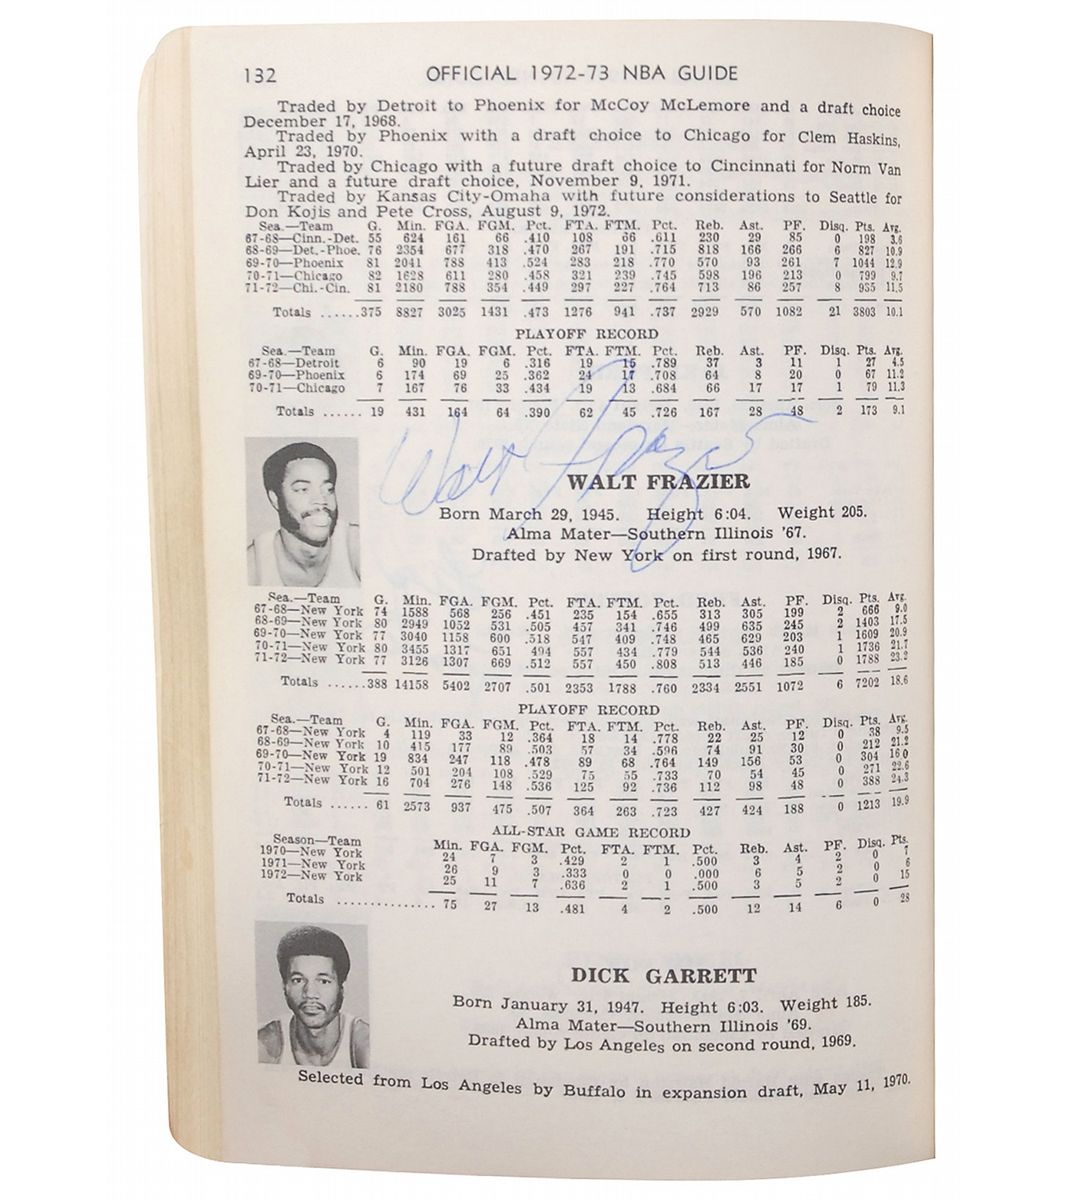 132 OFFICIAL 1972-73 NBA GUIDE
Traded by Detroit to Phoenix for McCoy McLemore and a draft choice
December 17, 1968.
Traded by Phoenix with a draft choice to Chicago for Clem Haskins,
April 23, 1970.
Traded by Chicago with a future draft choice to Cincinnati for Norm Van
Lier and a future draft choice, November 9, 1971.
Traded by Kansas City-Omaha with future considerations to Seattle for
Don Kojis and Pete Cross, August 9, 1972.
Sea.—Team G. Min. FGA. FGM. Pct. FTA. FTM. Pct. Reb. Ast. PF. Disq. Pts. Avg.
67-68—Cinn.-Det. 55 624 161 66 .410 108 66 .611 230 29 85 0 198 3.6
68-69—Det.-Phoe. 76 2354 677 318 .470 267 191 .715 818 166 266 6 827 10.9
69-70—Phoenix 81 2041 788 413 .524 283 218 .770 570 93 261 7 1044 12.9
70-71—Chicago 82 1628 611 280 .458 321 239 .745 598 196 213 0 799 9.7
71-72—Chi.-Cin. 81 2180 788 354 .449 297 227 .764 713 86 257 8 935 11.5
Totals ......375 8827 3025 1431 .473 1276 941 .737 2929 570 1082 21 3803 10.1
PLAYOFF RECORD
Sea.—Team G. Min. FGA. FGM. Pct. FTA. FTM. Pct. Reb. Ast. PF. Disq. Pts. Avg.
67-68—Detroit 6 90 19 6 .316 19 15 .789 37 3 11 1 27 4.5
69-70—Phoenix 6 174 69 25 .362 24 17 .708 64 8 20 0 67 11.2
70-71—Chicago 7 167 76 33 .434 19 13 .684 66 17 17 1 79 11.3
Totals ...... 19 431 164 64 .390 62 45 .726 167 28 48 2 173 9.1
Walt Frazier
WALT FRAZIER
Born March 29, 1945. Height 6:04. Weight 205.
Alma Mater—Southern Illinois '67.
Drafted by New York on first round, 1967.
Sea.—Team G. Min. FGA. FGM. Pct. FTA. FTM. Pct. Reb. Ast. PF. Disq. Pts. Avg.
67-68—New York 74 1588 568 256 .451 235 154 .655 313 305 199 2 666 9.0
68-69—New York 80 2949 1052 531 .505 457 341 .746 499 635 245 2 1403 17.5
69-70—New York 77 3040 1158 600 .518 547 409 .748 465 629 203 1 1609 20.9
70-71—New York 80 3455 1317 651 .494 557 434 .779 544 536 240 1 1736 21.7
71-72—New York 77 3126 1307 669 .512 557 450 .808 513 446 185 0 1788 23.2
Totals ......388 14158 5402 2707 .501 2353 1788 .760 2334 2551 1072 6 7202 18.6
PLAYOFF RECORD
Sea.—Team G. Min. FGA. FGM. Pct. FTA. FTM. Pct. Reb. Ast. PF. Disq. Pts. Avg.
67-68—New York 4 119 33 12 .364 18 14 .778 22 25 12 0 38 9.5
68-69—New York 10 415 177 89 .503 57 34 .596 74 91 30 0 212 21.2
69-70—New York 19 834 247 118 .478 89 68 .764 149 156 53 0 304 16.0
70-71—New York 12 501 204 108 .529 75 55 .733 70 54 45 0 271 22.6
71-72—New York 16 704 276 148 .536 125 92 .736 112 98 48 0 388 24.3
Totals ...... 61 2573 937 475 .507 364 263 .723 427 424 188 0 1213 19.9
ALL-STAR GAME RECORD
Season—Team Min. FGA. FGM. Pct. FTA. FTM. Pct. Reb. Ast. PF. Disq. Pts.
1970—New York 24 7 3 .429 2 1 .500 3 4 2 0 7
1971—New York 26 9 3 .333 0 0 .000 6 5 2 0 6
1972—New York 25 11 7 .636 2 1 .500 3 5 2 0 15
Totals .............. 75 27 13 .481 4 2 .500 12 14 6 0 28
DICK GARRETT
Born January 31, 1947. Height 6:03. Weight 185.
Alma Mater—Southern Illinois '69.
Drafted by Los Angeles on second round, 1969.
Selected from Los Angeles by Buffalo in expansion draft, May 11, 1970.